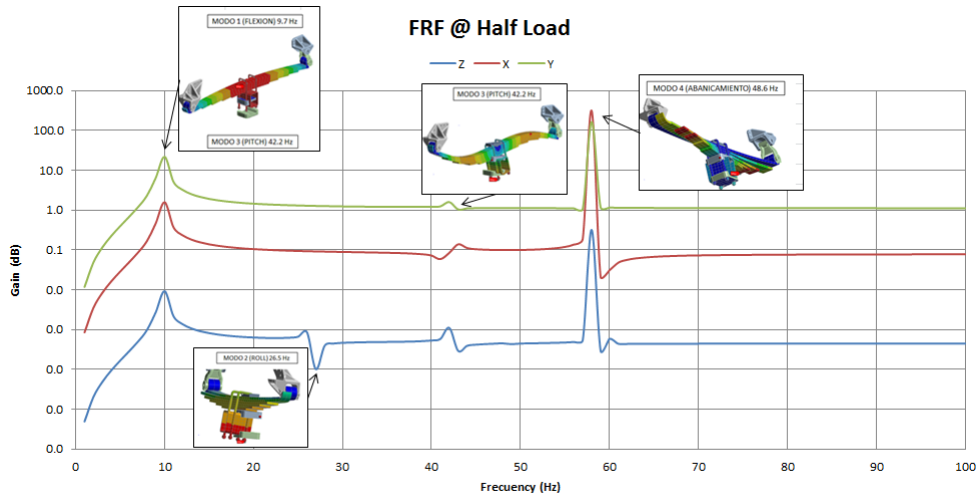 FRF @ Half Load
Z X Y
MODO 1 (FLEXION) 9.7 Hz
MODO 3 (PITCH) 42.2 Hz
MODO 3 (PITCH) 42.2 Hz
MODO 4 (ABANICAMIENTO) 48.6 Hz
MODO 2 (ROLL) 26.5 Hz
Gain (dB)
1000.0
100.0
10.0
1.0
0.1
0.0
0.0
0.0
0.0
0.0
0 10 20 30 40 50 60 70 80 90 100
Frecuency (Hz)